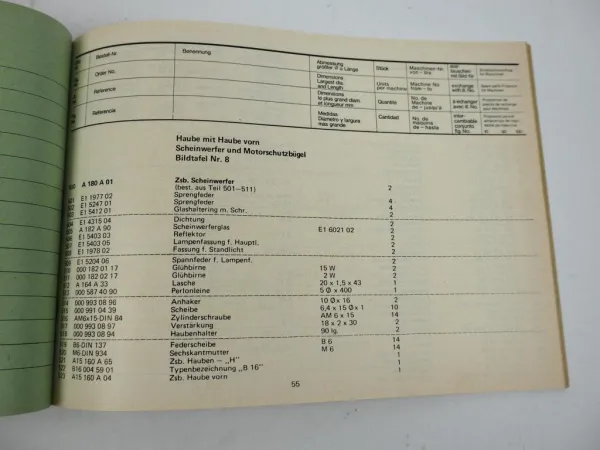 Bestell-Nr. Benennung Abmessung größter ø u. Länge Stück Maschinen-Nr. von - bis
Order No. Dimensions Largest dia. and Length Units per machine Machine No. from - to exchange with B. No.
Reference Dimensions le plus grand diam. et longueur mm Quantité No. de Machine de - jusqu'à à échanger avec B. No.
Referencia Medidas Diametro y largura mas grande Cantidad No. de máquina de - hasta
Haube mit Haube vorn
Scheinwerfer und Motorschutzbügel
Bildtafel Nr. 8
A 180 A 01 Zsb. Scheinwerfer
(best. aus Teil 501–511) 2
E1 1977 02 Sprengfeder
E1 5247 01 Sprengfeder 4
E1 5412 01 Glashaltering m. Schr. 4
2
E1 4316 04 Dichtung 2
A 182 A 90 Scheinwerferglas E1 6021 02 2
E1 5403 03 Reflektor 2
E1 5403 05 Lampenfassung f. Hauptl. 2
E1 1978 02 Fassung f. Standlicht 2
E1 5204 06 Spannfeder f. Lampenf. 2
000 182 01 17 Glühbirne 15 W 2
000 182 02 17 Glühbirne 2 W 2
A 164 A 33 Lasche 20 x 1,5 x 43 1
000 587 40 90 Perlonleine 5 Ø x 400 1
000 993 08 96 Anhaker 10 Ø x 16 2
000 991 04 39 Scheibe 6,4 x 15 Ø x 1 10
AM6x15-DIN 84 Zylinderschraube AM 6 x 15 14
000 993 08 97 Verstärkung 18 x 2 x 30 2
000 993 08 94 Haubenhalter 90 lg. 2
B6-DIN 137 Federscheibe B 6 14
M6-DIN 934 Sechskantmutter M 6 1
A15 160 A 65 Zsb. Hauben – „H" 1
616 004 59 01 Typenbezeichnung „B 16" 1
A15 160 A 04 Zsb. Haube vorn 1
55